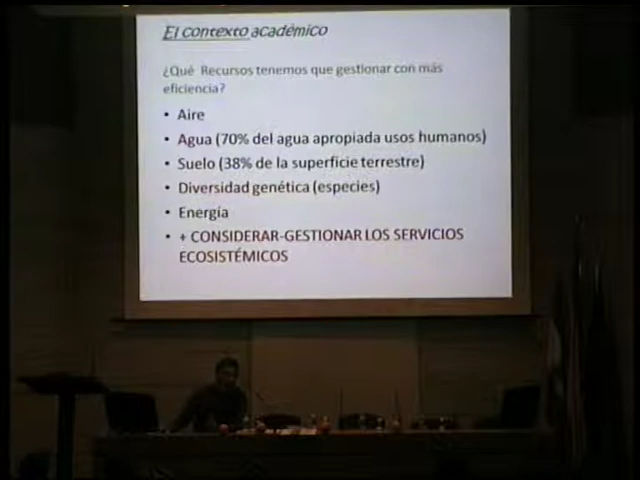 El contexto académico
¿Qué Recursos tenemos que gestionar con más
eficiencia?
• Aire
• Agua (70% del agua apropiada usos humanos)
• Suelo (38% de la superficie terrestre)
• Diversidad genética (especies)
• Energía
• + CONSIDERAR-GESTIONAR LOS SERVICIOS
ECOSISTÉMICOS